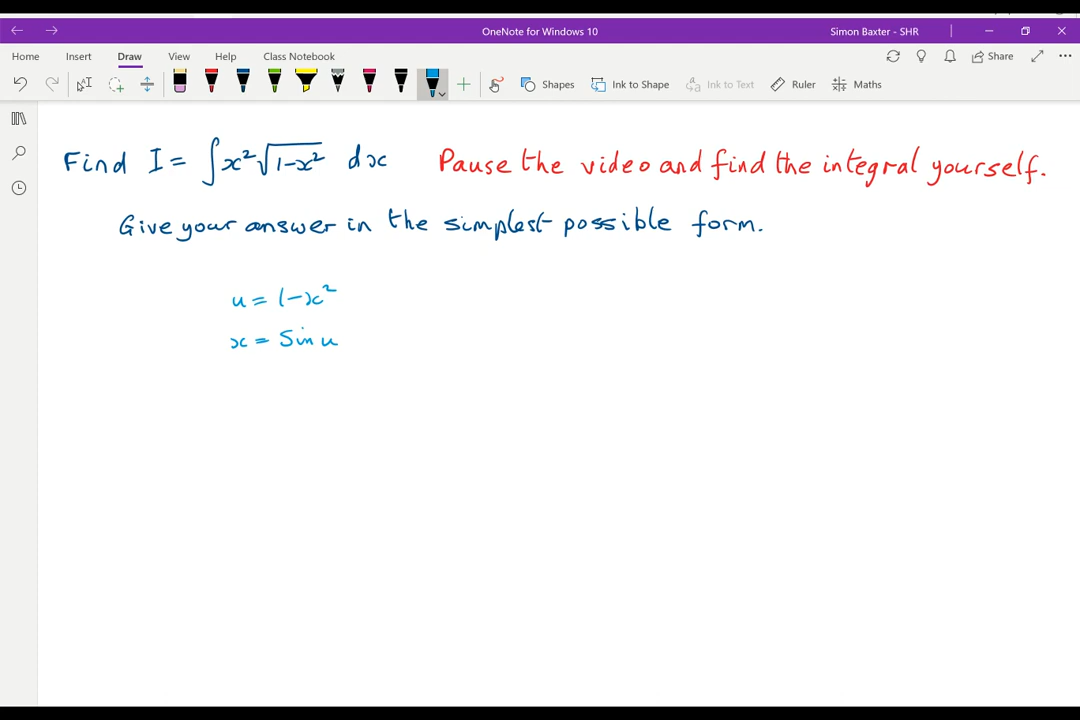 OneNote for Windows 10
Simon Baxter - SHR
Home Insert Draw View Help Class Notebook
Share
Shapes Ink to Shape Ink to Text Ruler Maths
Find I = ∫x²√1-x² dx Pause the video and find the integral yourself.
Give your answer in the simplest possible form.
u = 1-x²
x = Sin u